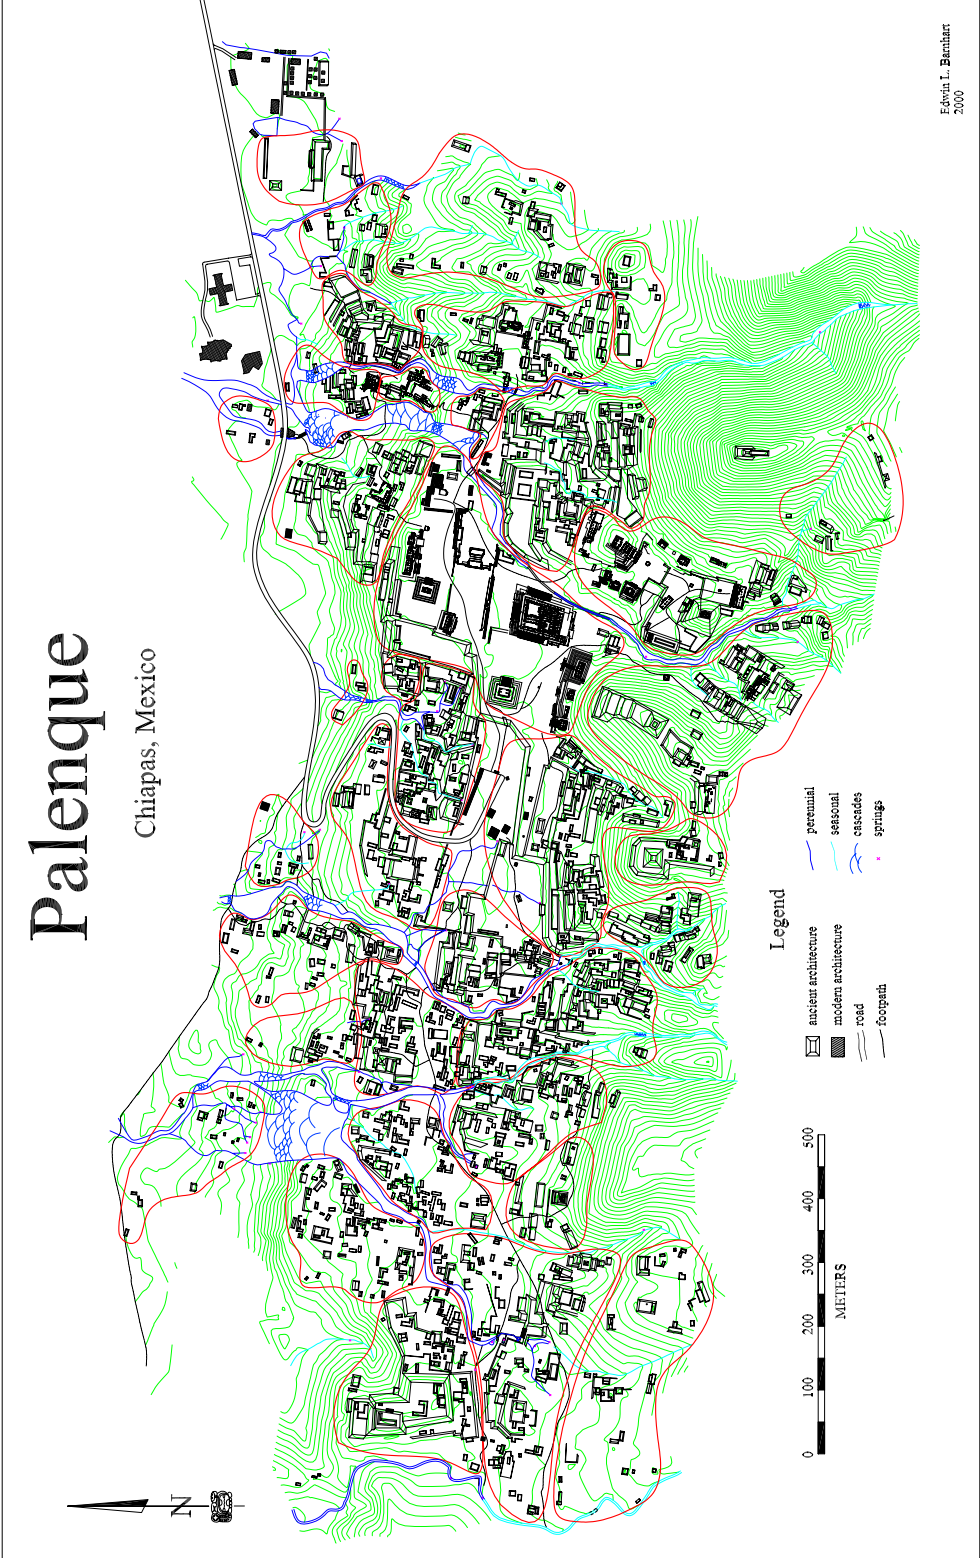 Palenque
Chiapas, Mexico
Edwin L. Barnhart
2000
N
Legend
ancient architecture
modern architecture
road
footpath
perennial
seasonal
cascades
springs
0 100 200 300 400 500
METERS